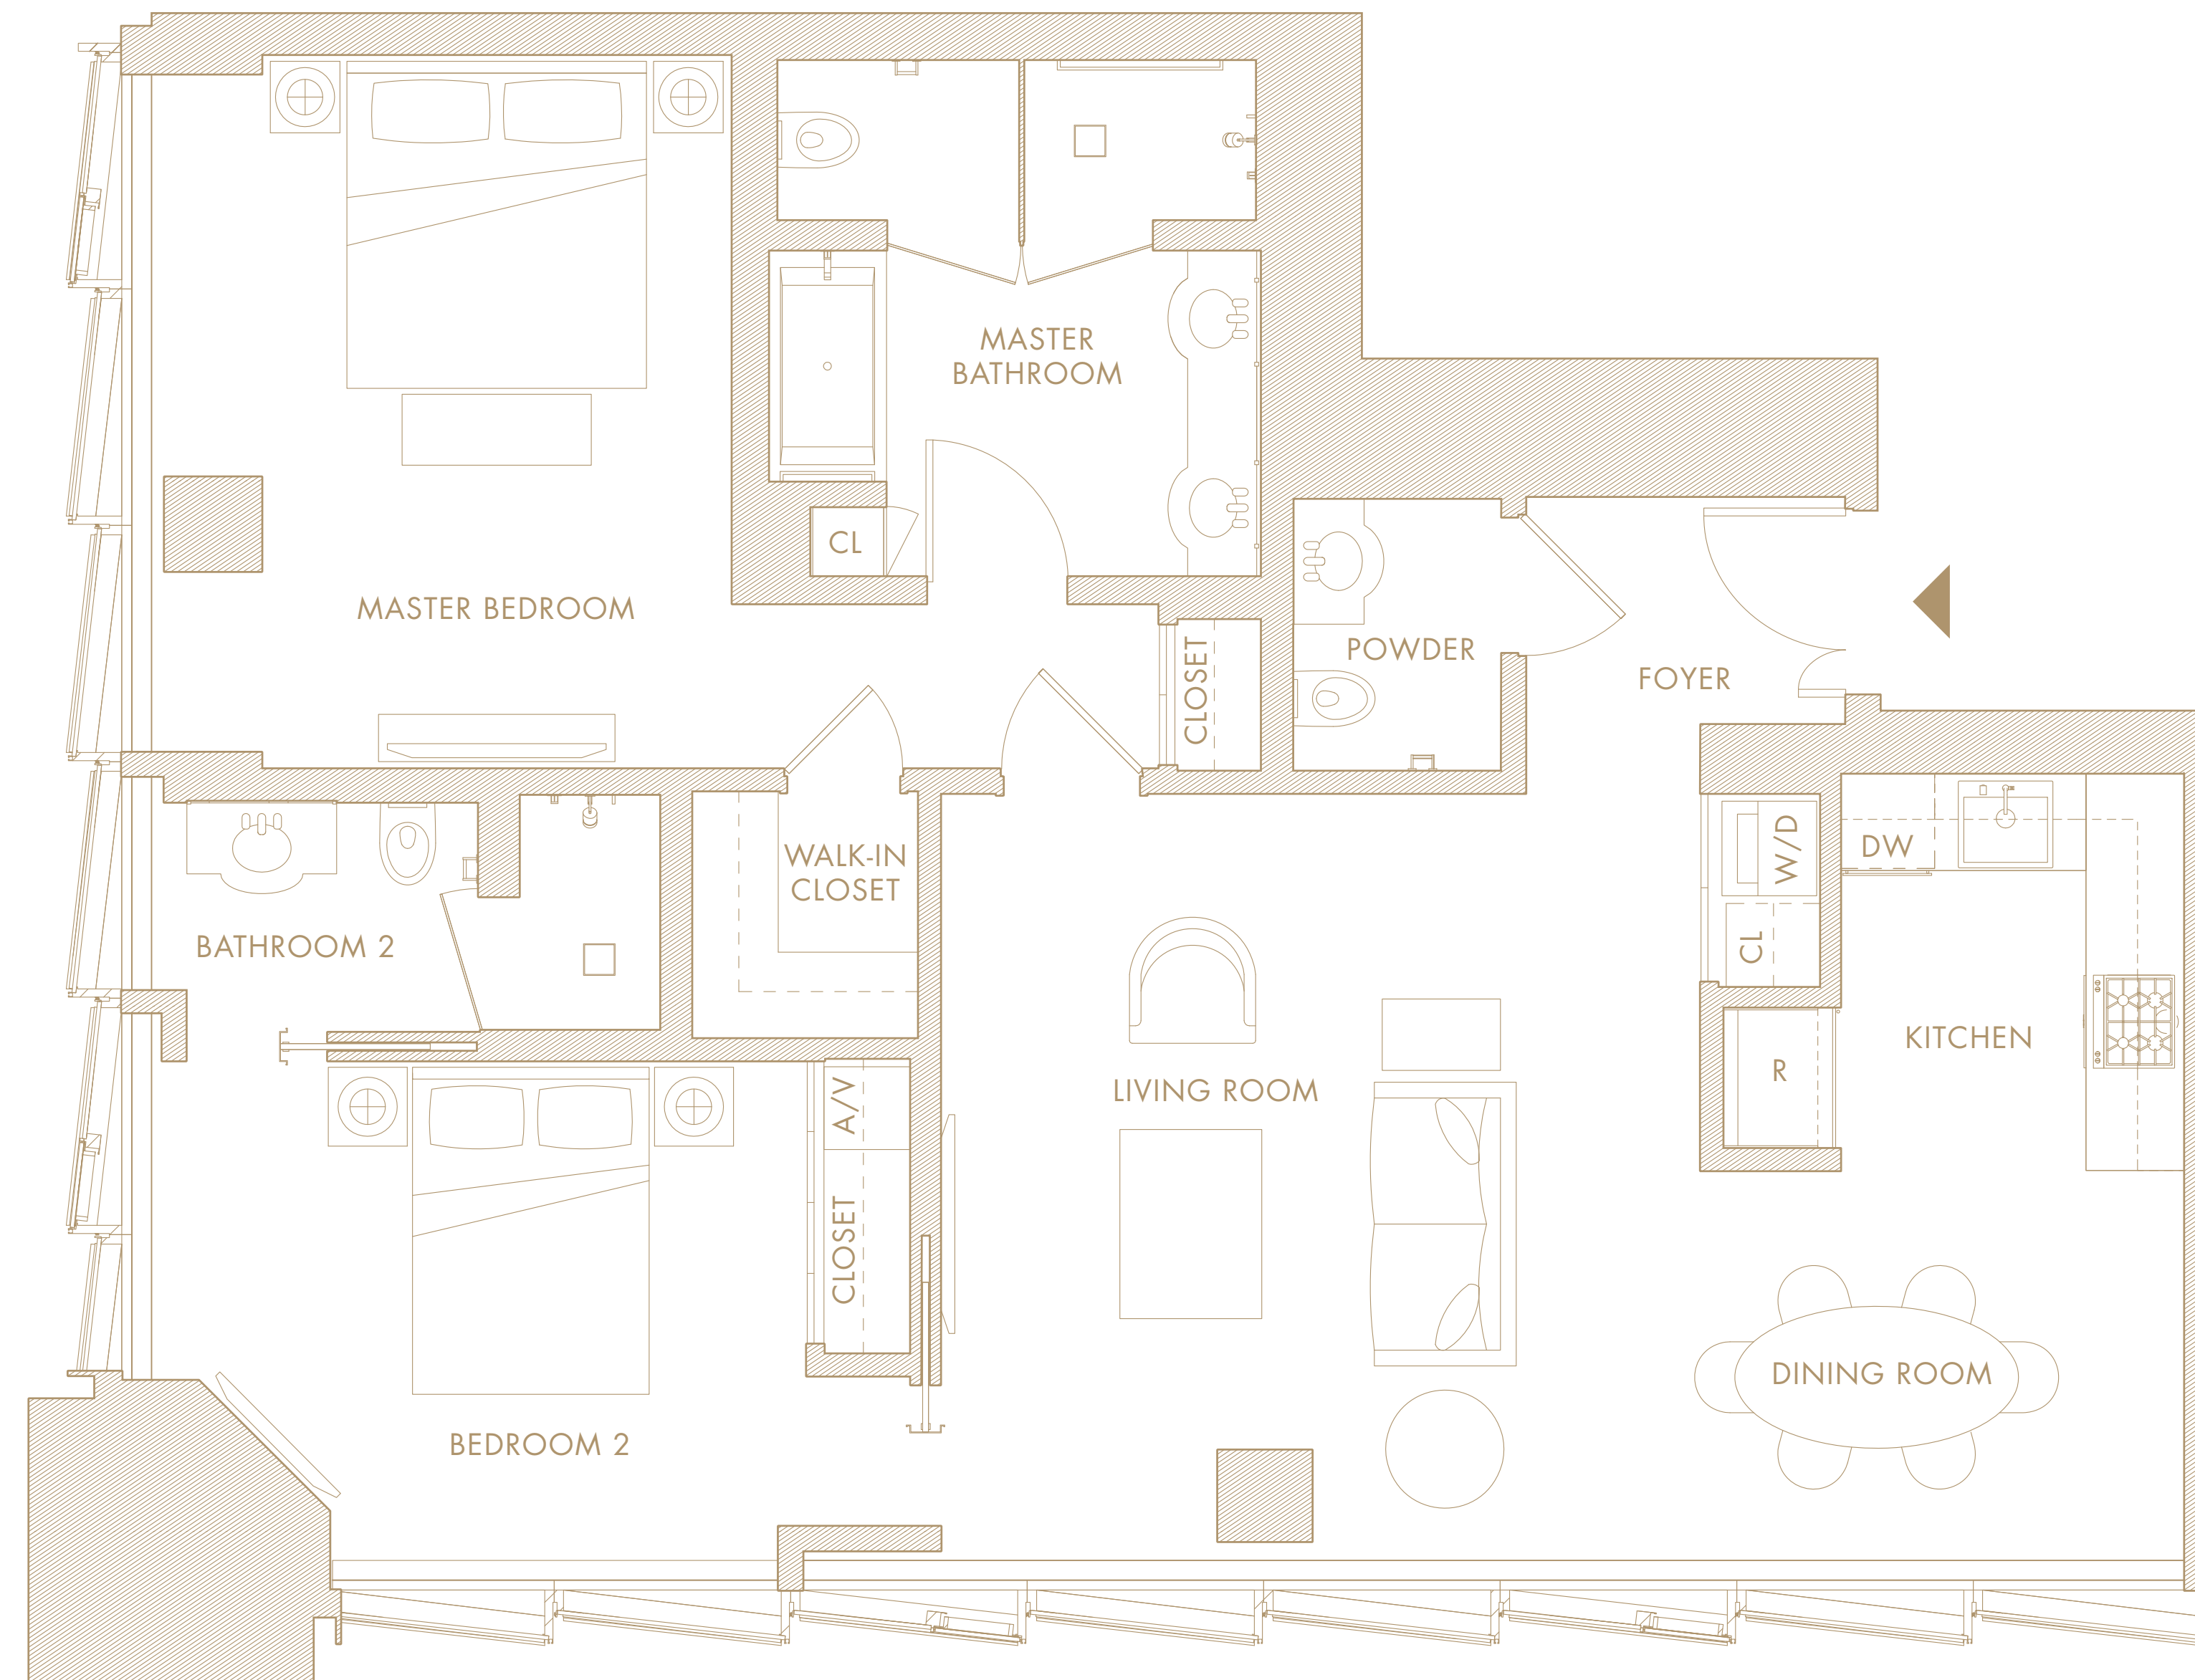 MASTER
BATHROOM
CL
MASTER BEDROOM
CLOSET
POWDER
FOYER
WALK-IN
CLOSET
W/D
DW
BATHROOM 2
CL
KITCHEN
R
LIVING ROOM
A/V
CLOSET
DINING ROOM
BEDROOM 2